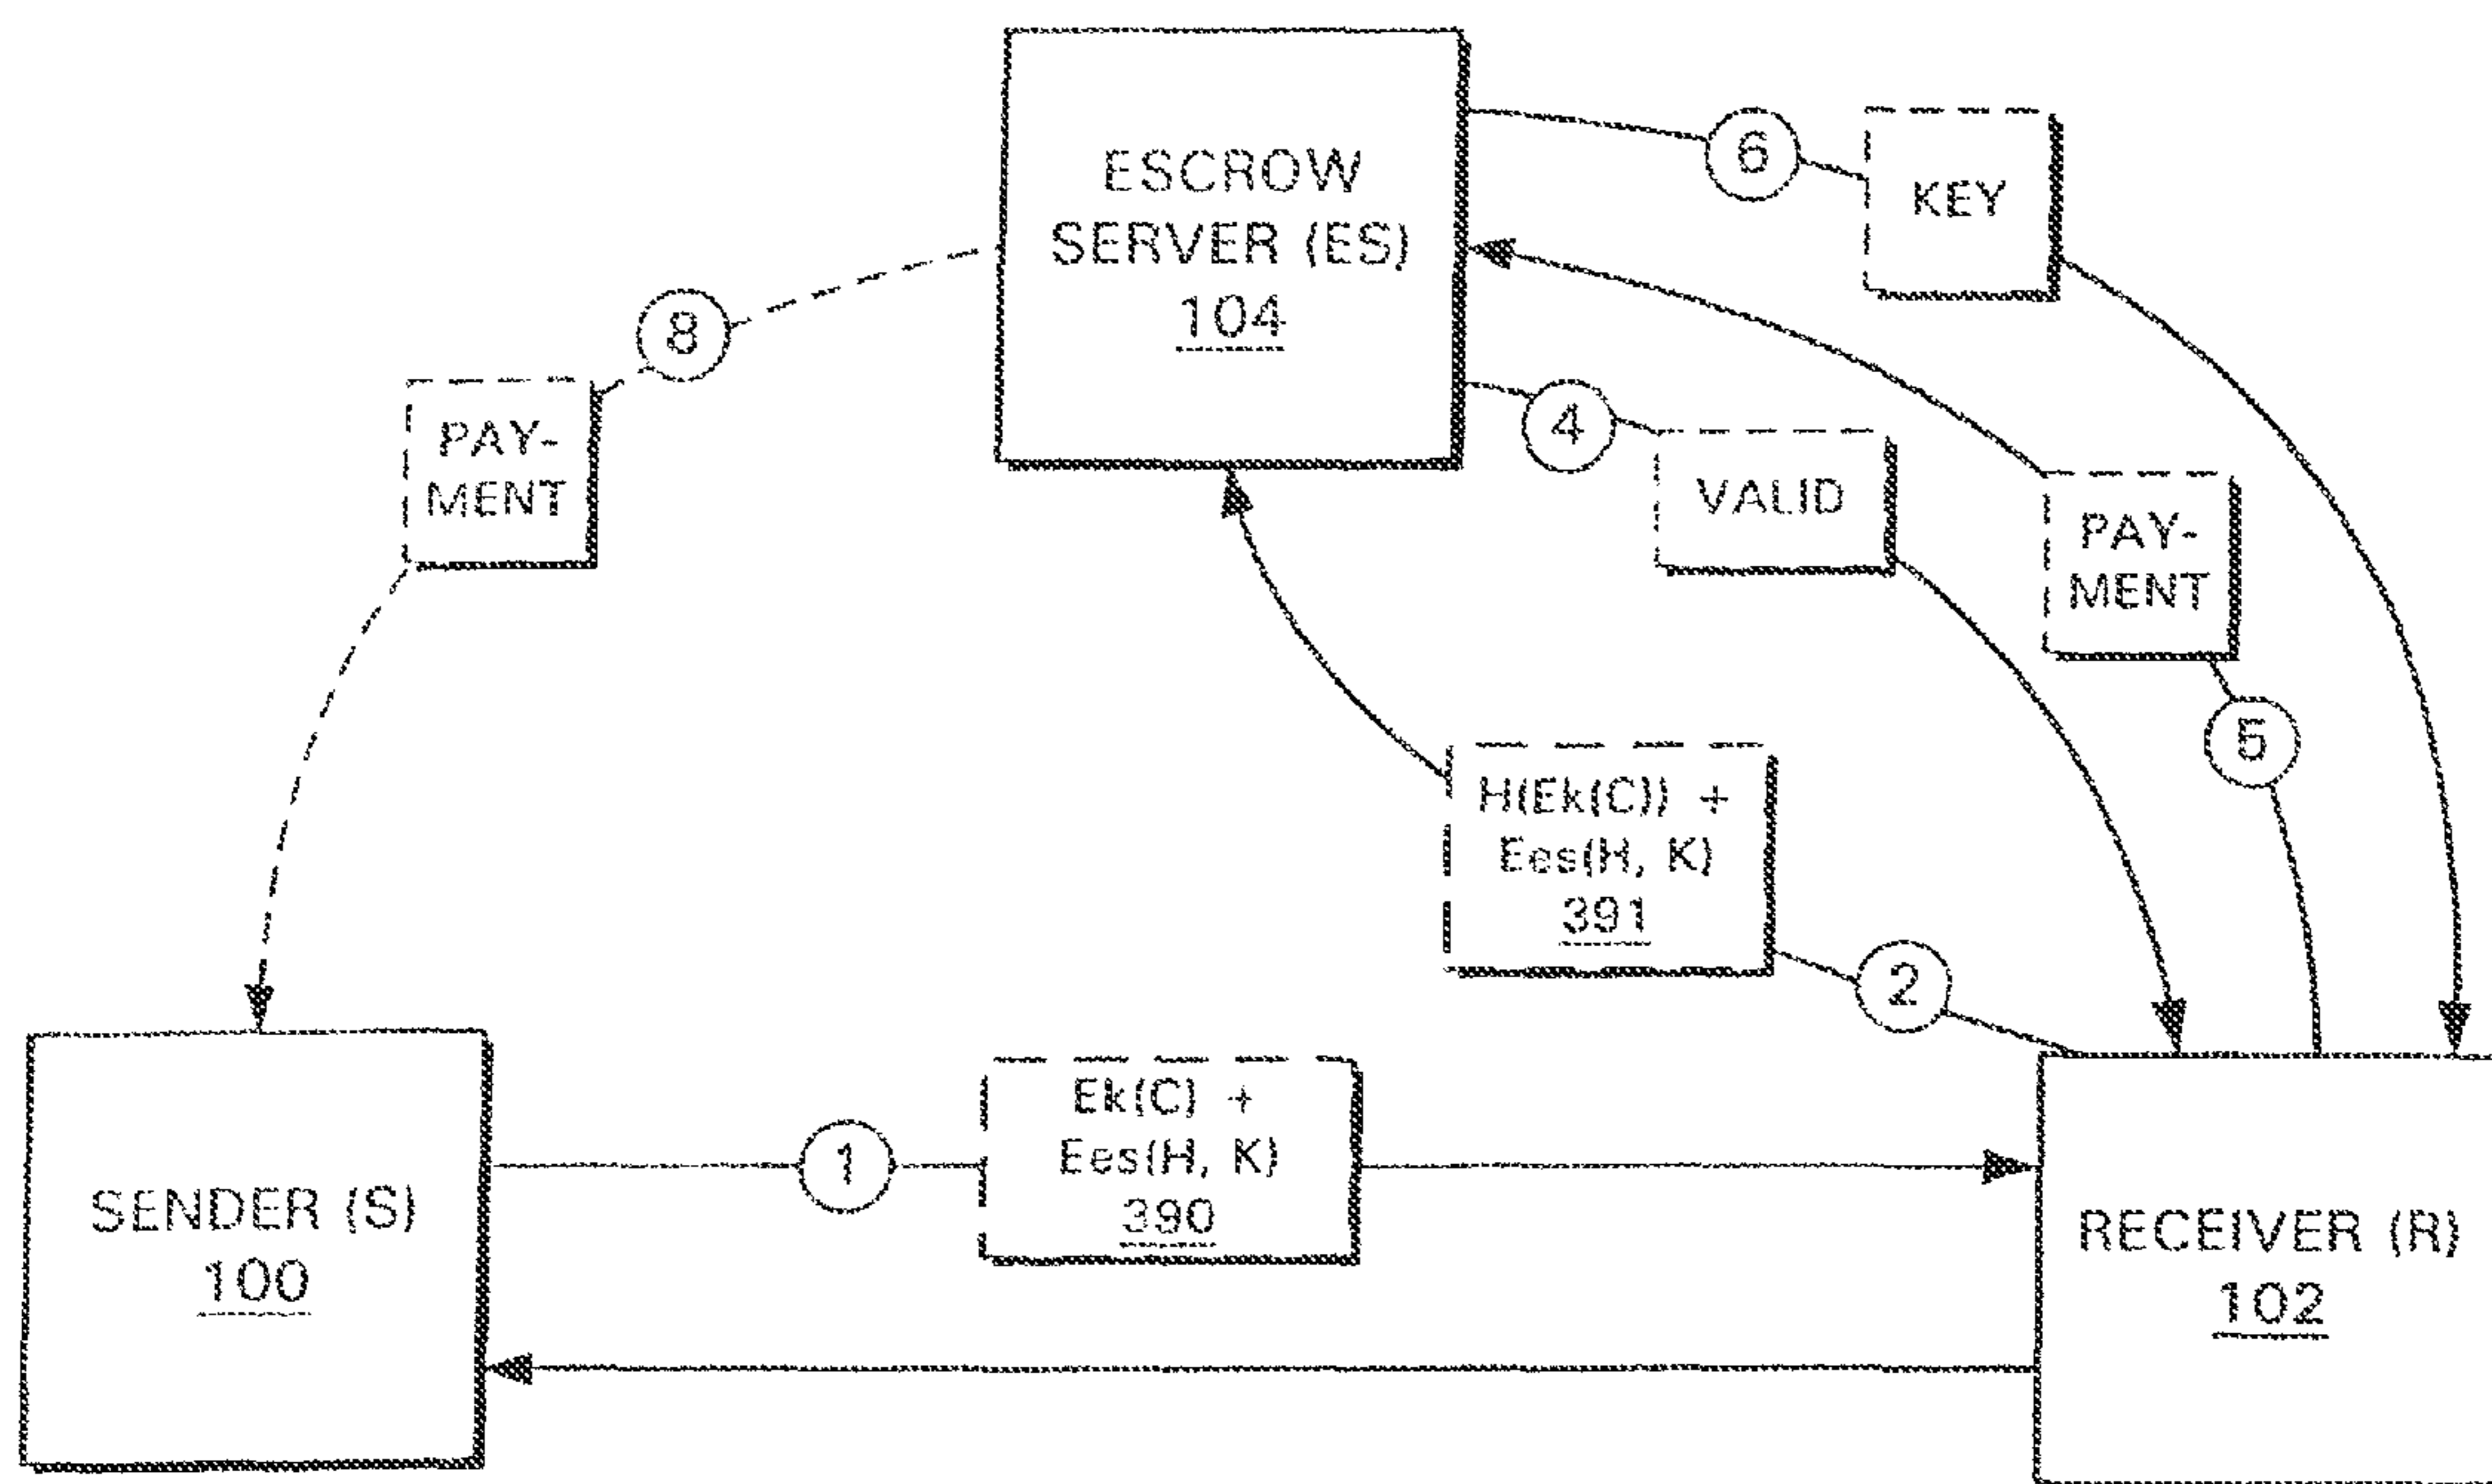 ESCROW
SERVER (ES)
104
6
KEY
8
4
VALID
PAY-
MENT
PAY-
MENT
5
H(Ek(C)) +
Ees(H, K)
391
2
Ek(C) +
Ees(H, K)
390
1
SENDER (S)
100
RECEIVER (R)
102